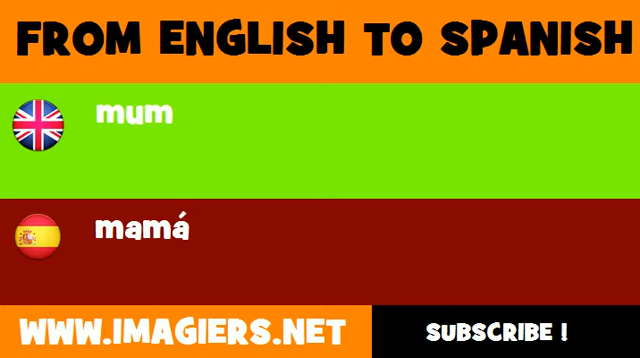 FROM ENGLISH TO SPANISH
mum
mamá
WWW.IMAGIERS.NET
SUBSCRIBE !